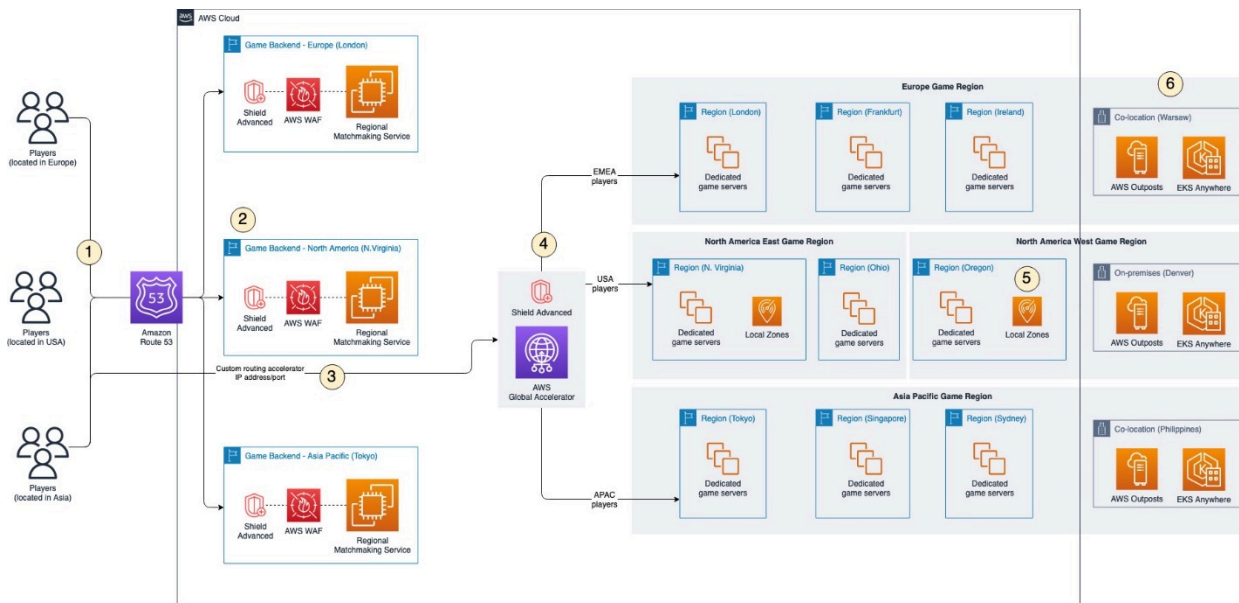 aws
AWS Cloud
Game Backend - Europe (London)
Shield
Advanced
AWS WAF
Regional
Matchmaking Service
Players
(located in Europe)
1
2
Game Backend - North America (N.Virginia)
Shield
Advanced
AWS WAF
Regional
Matchmaking Service
Players
(located in USA)
53
Amazon
Route 53
Custom routing accelerator
IP address/port
3
Players
(located in Asia)
Game Backend - Asia Pacific (Tokyo)
Shield
Advanced
AWS WAF
Regional
Matchmaking Service
4
Shield Advanced
AWS
Global Accelerator
EMEA
players
USA
players
APAC
players
Europe Game Region
6
Region (London)
Dedicated
game servers
Region (Frankfurt)
Dedicated
game servers
Region (Ireland)
Dedicated
game servers
Co-location (Warsaw)
AWS Outposts
K
EKS Anywhere
North America East Game Region
Region (N. Virginia)
Dedicated
game servers
Local Zones
Region (Ohio)
Dedicated
game servers
North America West Game Region
Region (Oregon)
5
Dedicated
game servers
Local Zones
On-premises (Denver)
AWS Outposts
K
EKS Anywhere
Asia Pacific Game Region
Region (Tokyo)
Dedicated
game servers
Region (Singapore)
Dedicated
game servers
Region (Sydney)
Dedicated
game servers
Co-location (Philippines)
AWS Outposts
K
EKS Anywhere